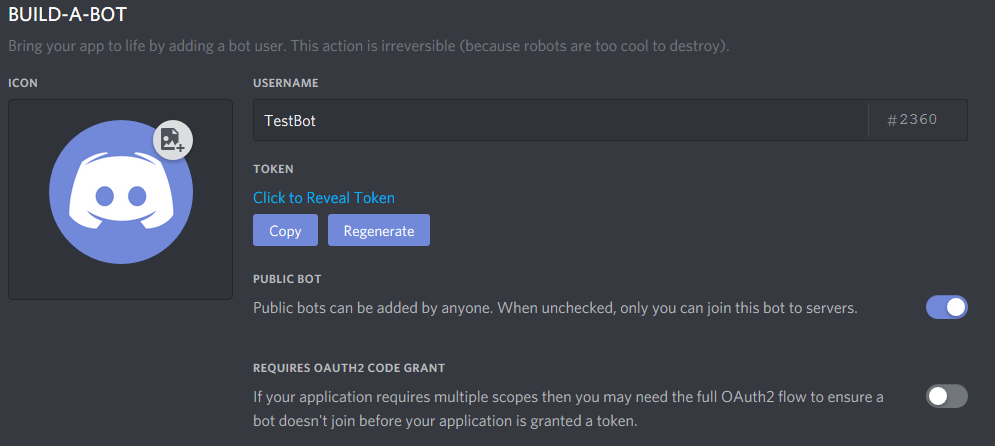 BUILD-A-BOT
Bring your app to life by adding a bot user. This action is irreversible (because robots are too cool to destroy).
ICON
USERNAME
TestBot
#2360
TOKEN
Click to Reveal Token
Copy
Regenerate
PUBLIC BOT
Public bots can be added by anyone. When unchecked, only you can join this bot to servers.
REQUIRES OAUTH2 CODE GRANT
If your application requires multiple scopes then you may need the full OAuth2 flow to ensure a
bot doesn't join before your application is granted a token.